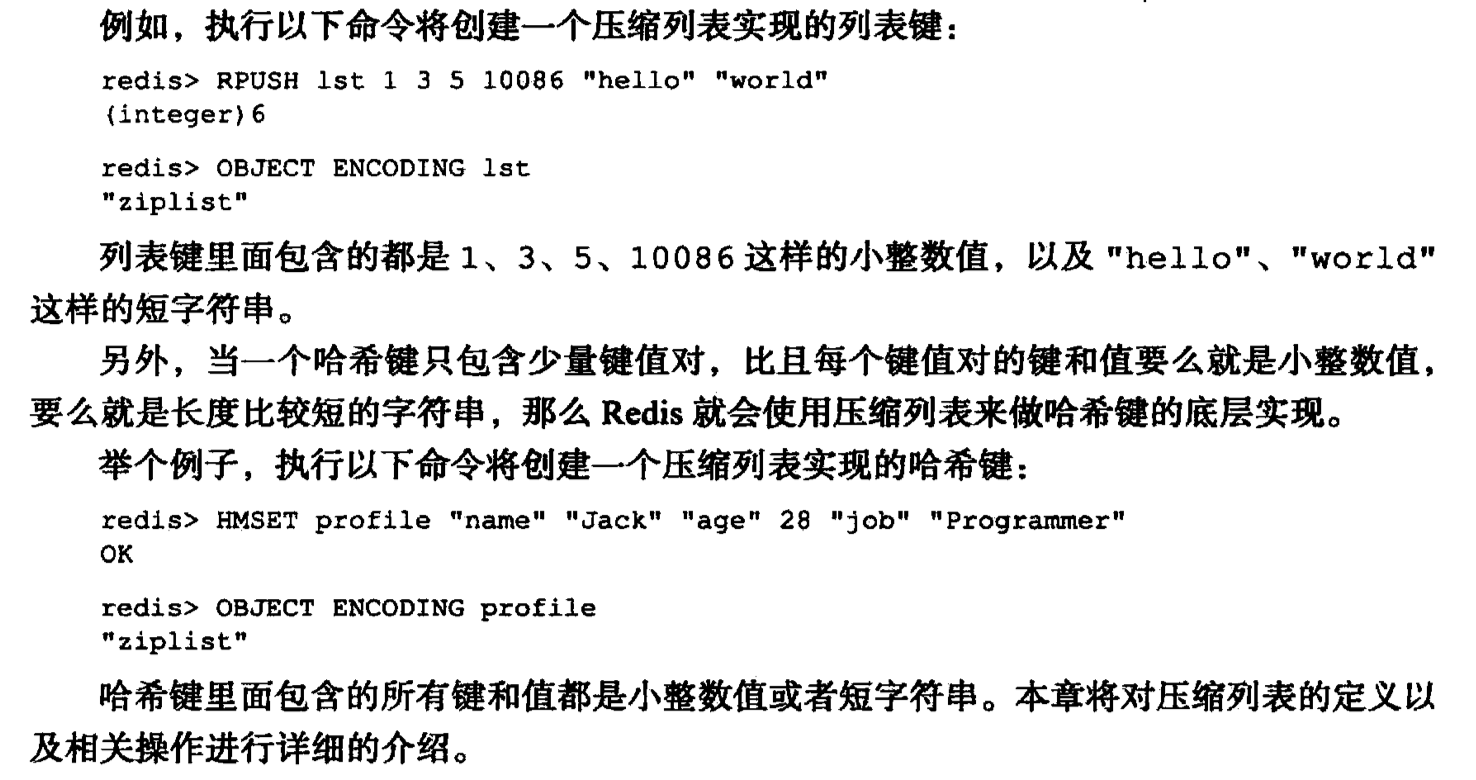 例如，执行以下命令将创建一个压缩列表实现的列表键：
redis> RPUSH lst 1 3 5 10086 "hello" "world"
(integer)6
redis> OBJECT ENCODING lst
"ziplist"
列表键里面包含的都是 1、3、5、10086 这样的小整数值，以及 "hello"、"world"
这样的短字符串。
另外，当一个哈希键只包含少量键值对，比且每个键值对的键和值要么就是小整数值，
要么就是长度比较短的字符串，那么 Redis 就会使用压缩列表来做哈希键的底层实现。
举个例子，执行以下命令将创建一个压缩列表实现的哈希键：
redis> HMSET profile "name" "Jack" "age" 28 "job" "Programmer"
OK
redis> OBJECT ENCODING profile
"ziplist"
哈希键里面包含的所有键和值都是小整数值或者短字符串。本章将对压缩列表的定义以
及相关操作进行详细的介绍。